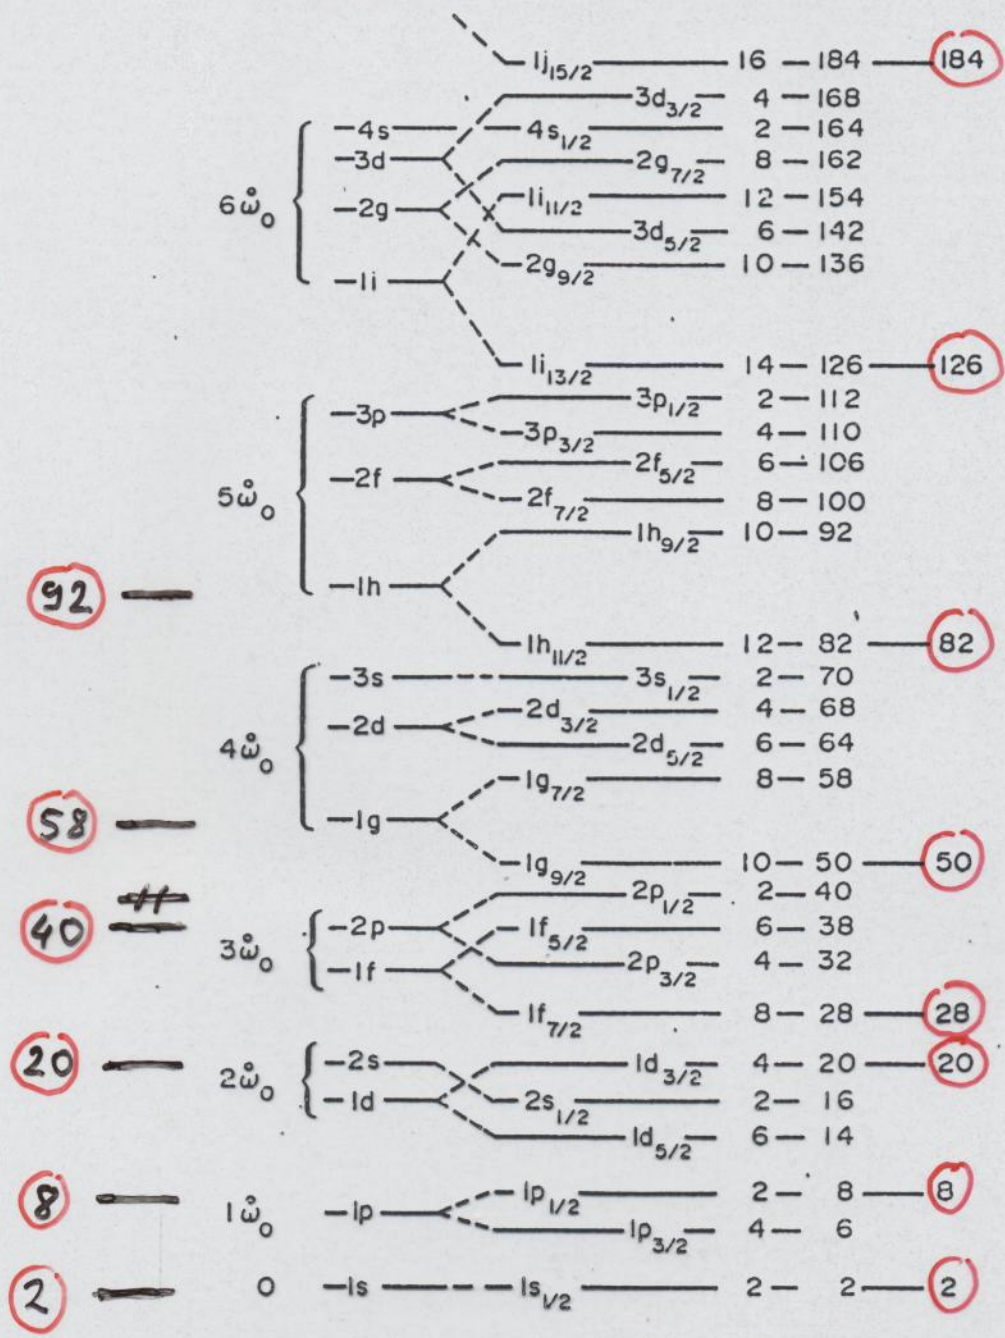 1j15/2 16 — 184 184
3d3/2 4 — 168
4s 4s1/2 2 — 164
3d 2g7/2 8 — 162
6ω̊0 2g 1i11/2 12 — 154
3d5/2 6 — 142
1i 2g9/2 10 — 136
1i13/2 14 — 126 126
3p 3p1/2 2 — 112
3p3/2 4 — 110
2f 2f5/2 6 — 106
5ω̊0 2f7/2 8 — 100
1h9/2 10 — 92
92 1h
1h11/2 12 — 82 82
3s 3s1/2 2 — 70
2d 2d3/2 4 — 68
4ω̊0 2d5/2 6 — 64
1g7/2 8 — 58
58 1g
1g9/2 10 — 50 50
2p1/2 2 — 40
40 2p 1f5/2 6 — 38
3ω̊0 1f 2p3/2 4 — 32
1f7/2 8 — 28 28
20 2s 1d3/2 4 — 20 20
2ω̊0 1d 2s1/2 2 — 16
1d5/2 6 — 14
8 1p1/2 2 — 8 8
1ω̊0 1p 1p3/2 4 — 6
2 0 1s 1s1/2 2 — 2 2